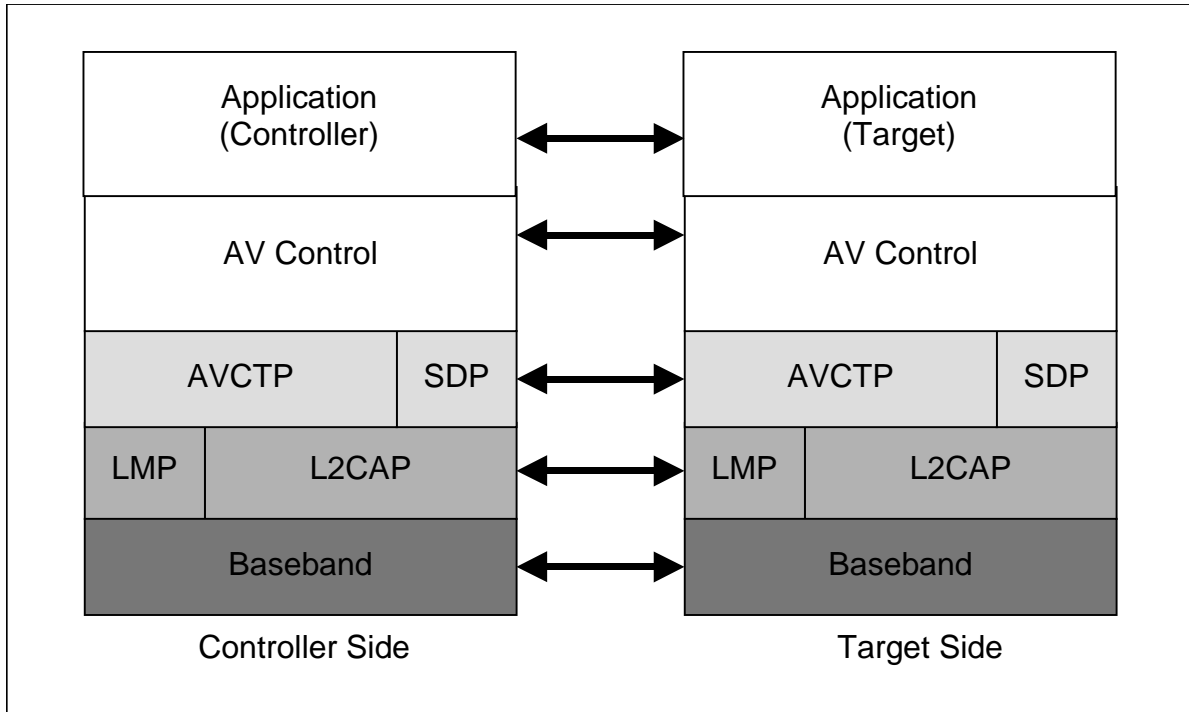 Application
(Controller)
Application
(Target)
AV Control
AV Control
AVCTP
SDP
AVCTP
SDP
LMP
L2CAP
LMP
L2CAP
Baseband
Baseband
Controller Side
Target Side